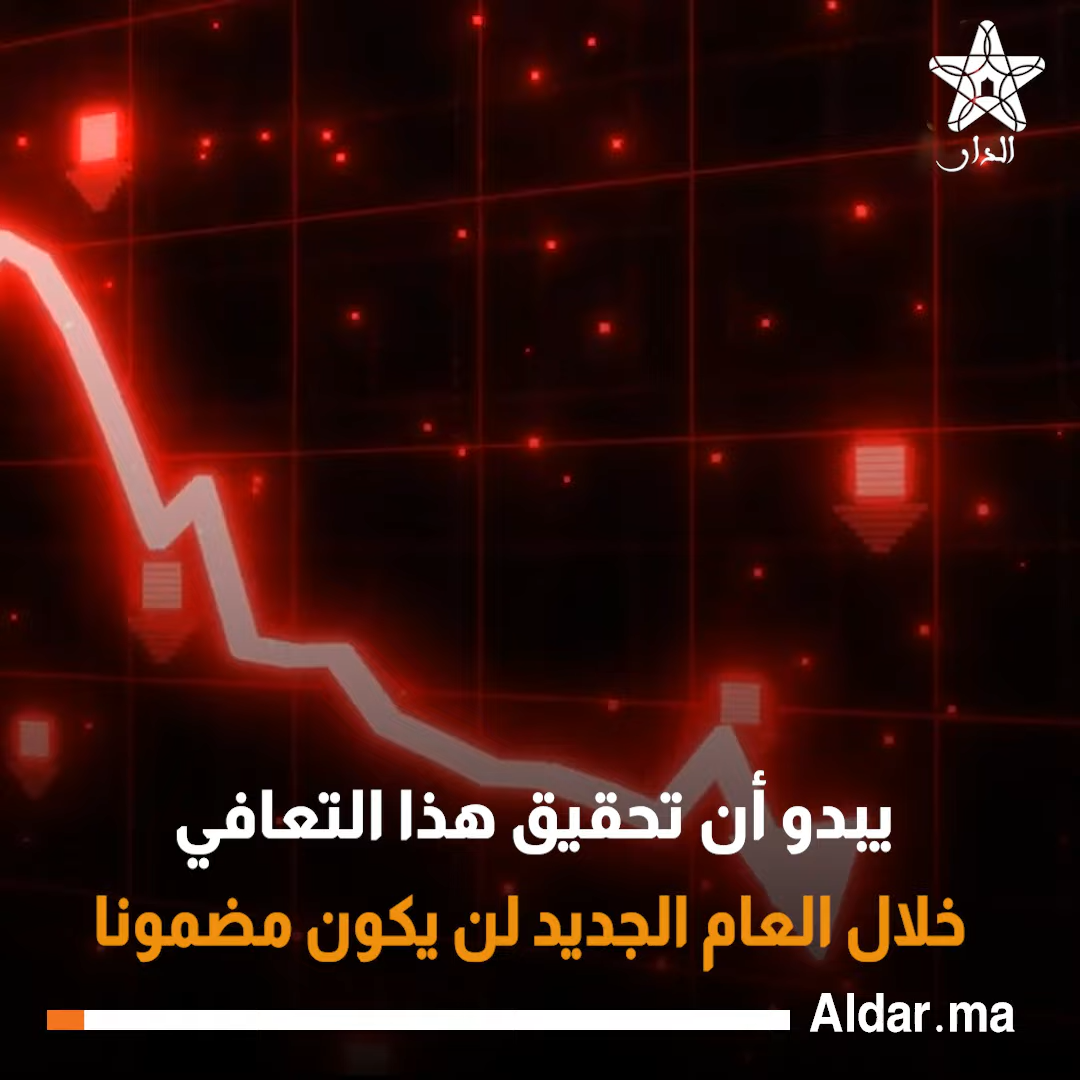 الدار
يبدو أن تحقيق هذا التعافي
خلال العام الجديد لن يكون مضمونا
Aldar.ma